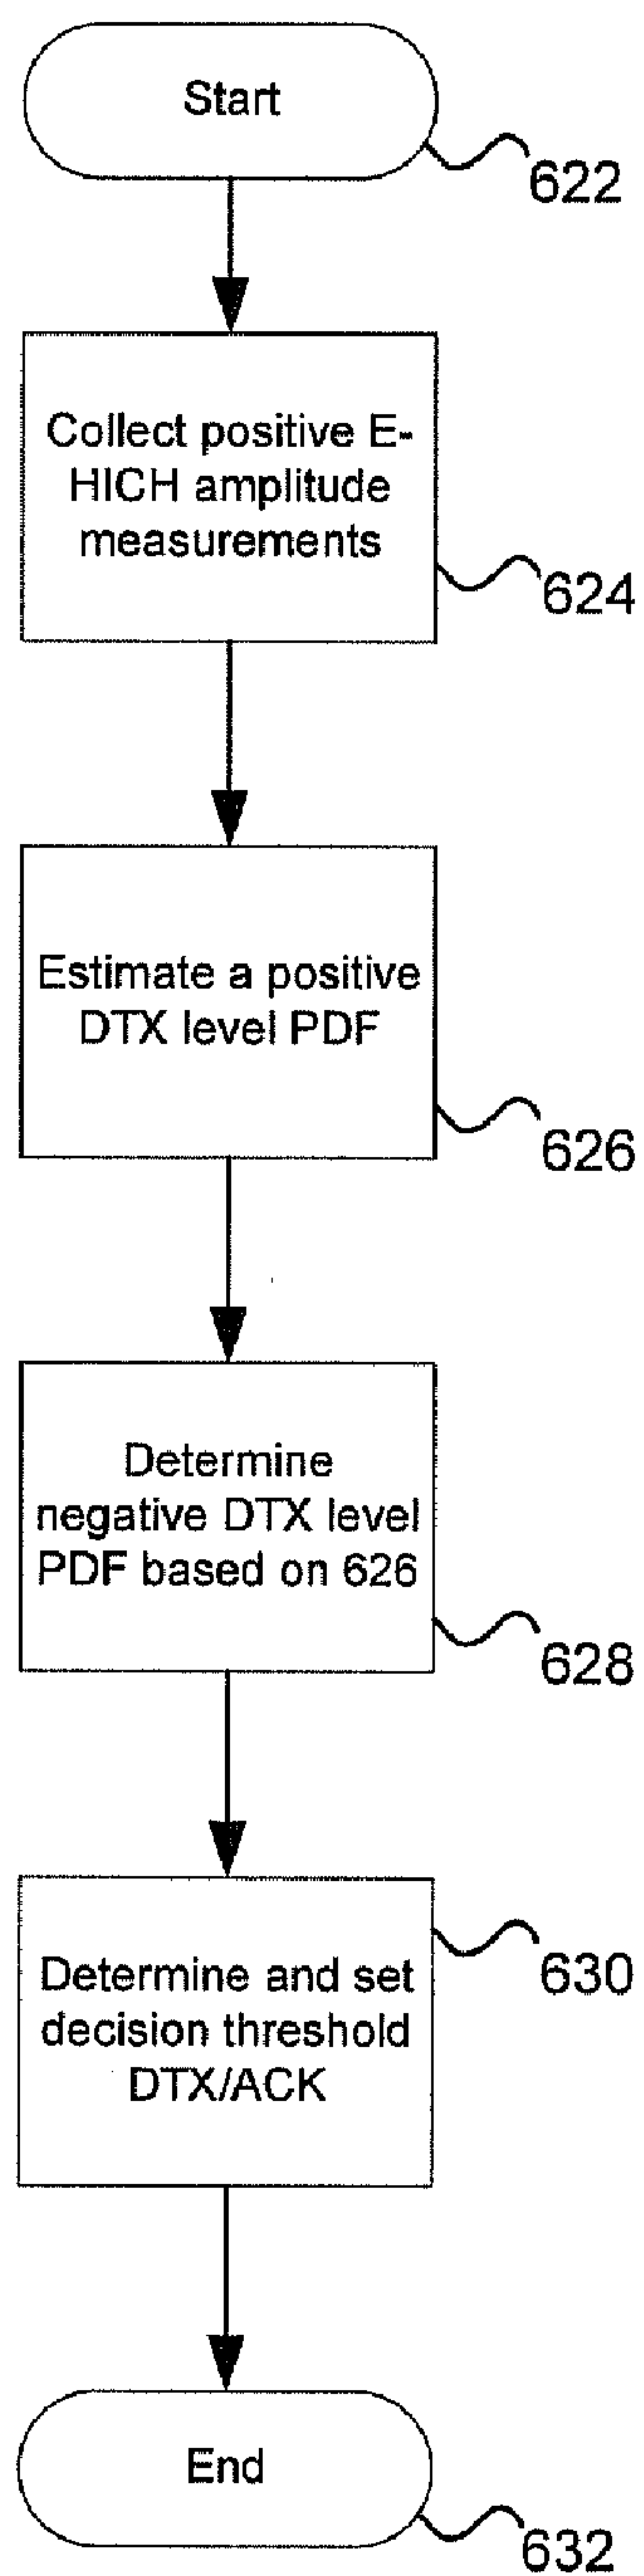 Start
622
Collect positive E-
HICH amplitude
measurements
624
Estimate a positive
DTX level PDF
626
Determine
negative DTX level
PDF based on 626
628
630
Determine and set
decision threshold
DTX/ACK
End
632